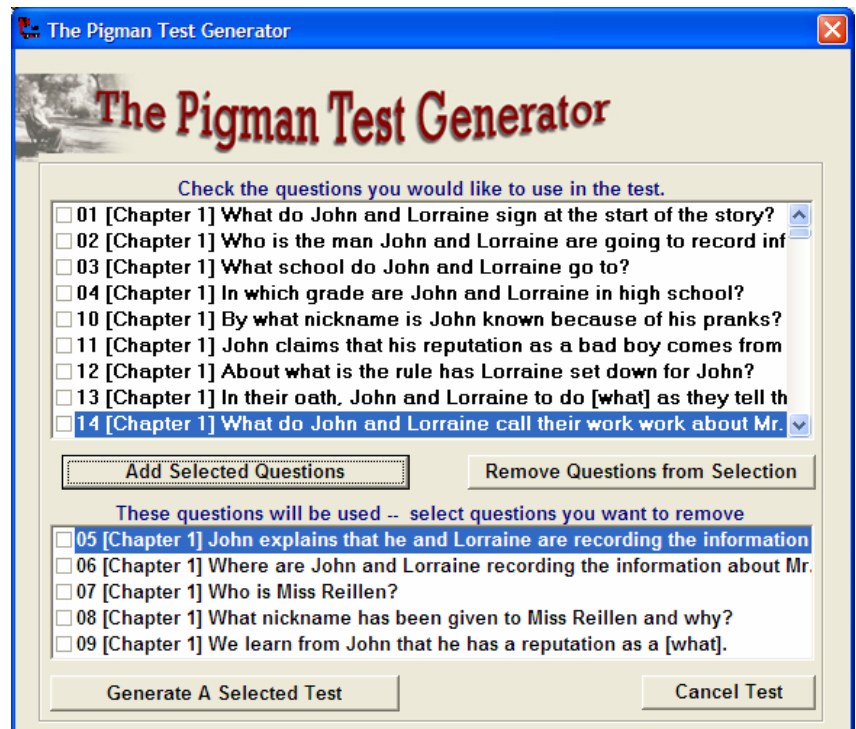 The Pigman Test Generator
The Pigman Test Generator
Check the questions you would like to use in the test.
01 [Chapter 1] What do John and Lorraine sign at the start of the story?
02 [Chapter 1] Who is the man John and Lorraine are going to record inf
03 [Chapter 1] What school do John and Lorraine go to?
04 [Chapter 1] In which grade are John and Lorraine in high school?
10 [Chapter 1] By what nickname is John known because of his pranks?
11 [Chapter 1] John claims that his reputation as a bad boy comes from
12 [Chapter 1] About what is the rule has Lorraine set down for John?
13 [Chapter 1] In their oath, John and Lorraine to do [what] as they tell th
14 [Chapter 1] What do John and Lorraine call their work work about Mr.
Add Selected Questions
Remove Questions from Selection
These questions will be used -- select questions you want to remove
05 [Chapter 1] John explains that he and Lorraine are recording the information
06 [Chapter 1] Where are John and Lorraine recording the information about Mr.
07 [Chapter 1] Who is Miss Reillen?
08 [Chapter 1] What nickname has been given to Miss Reillen and why?
09 [Chapter 1] We learn from John that he has a reputation as a [what].
Generate A Selected Test
Cancel Test